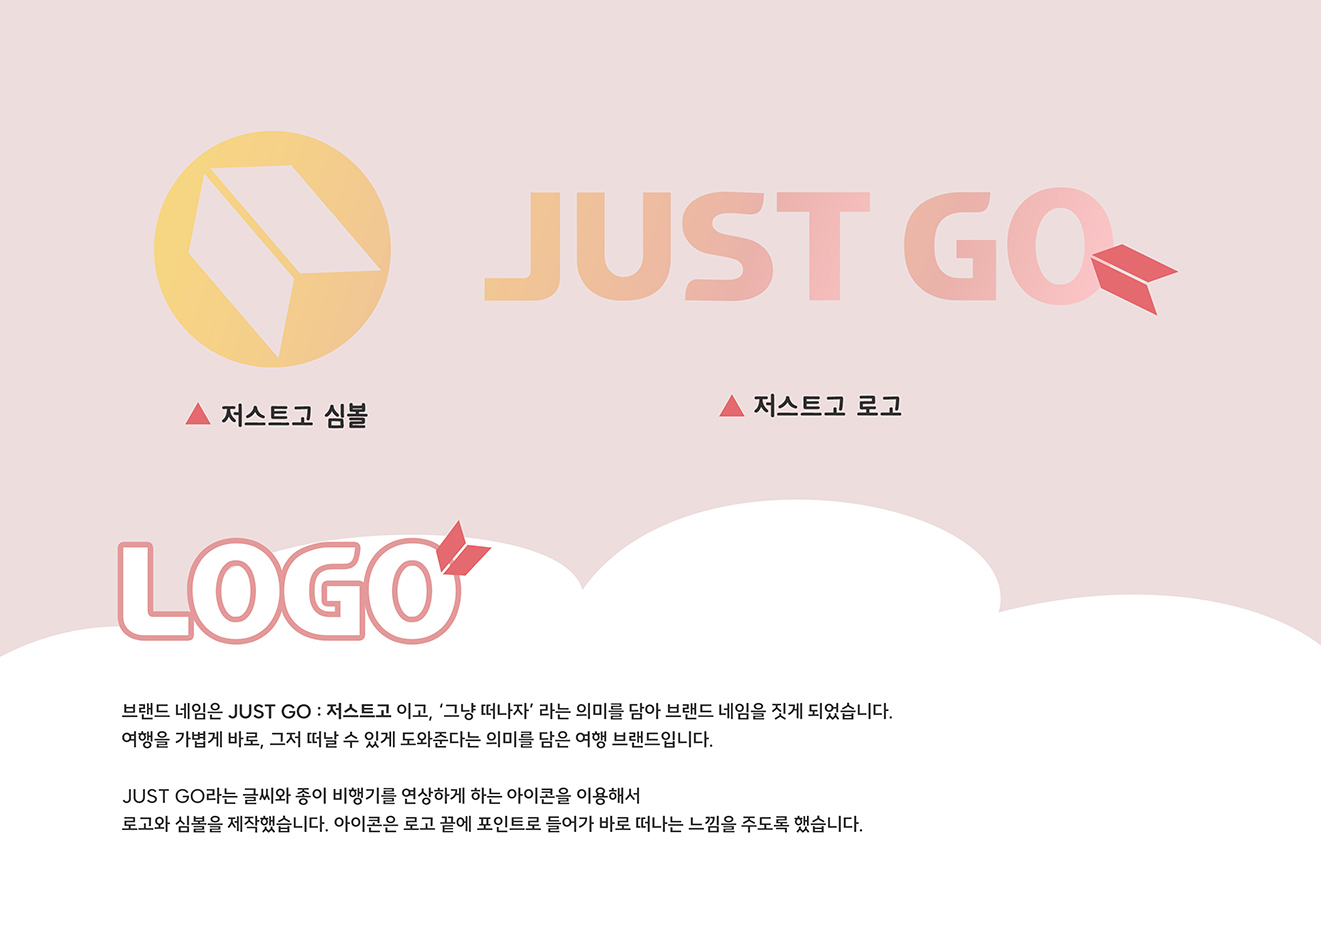 JUST GO
▲ 저스트고 심볼
▲ 저스트고 로고
LOGO
브랜드 네임은 JUST GO : 저스트고 이고, ‘그냥 떠나자’ 라는 의미를 담아 브랜드 네임을 짓게 되었습니다.
여행을 가볍게 바로, 그저 떠날 수 있게 도와준다는 의미를 담은 여행 브랜드입니다.
JUST GO라는 글씨와 종이 비행기를 연상하게 하는 아이콘을 이용해서
로고와 심볼을 제작했습니다. 아이콘은 로고 끝에 포인트로 들어가 바로 떠나는 느낌을 주도록 했습니다.